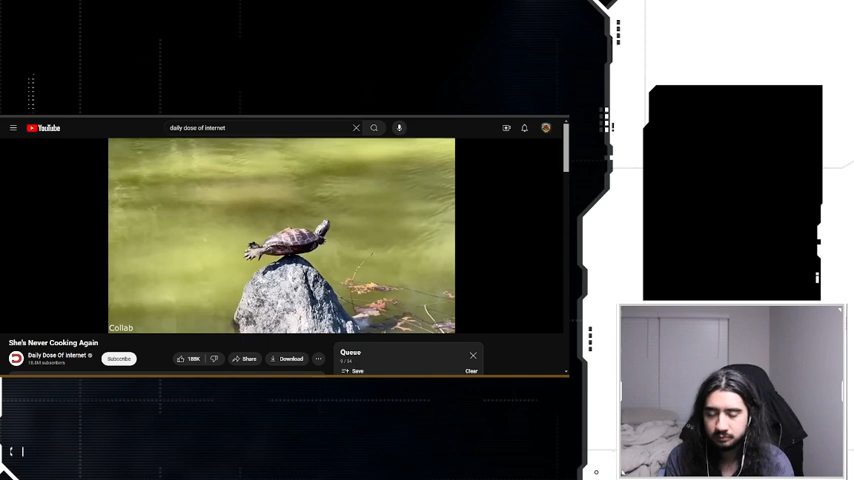 YouTube
daily dose of internet
Collab
She's Never Cooking Again
Daily Dose Of Internet
Subscribe
188K
Share
Download
Queue
Save
Clear